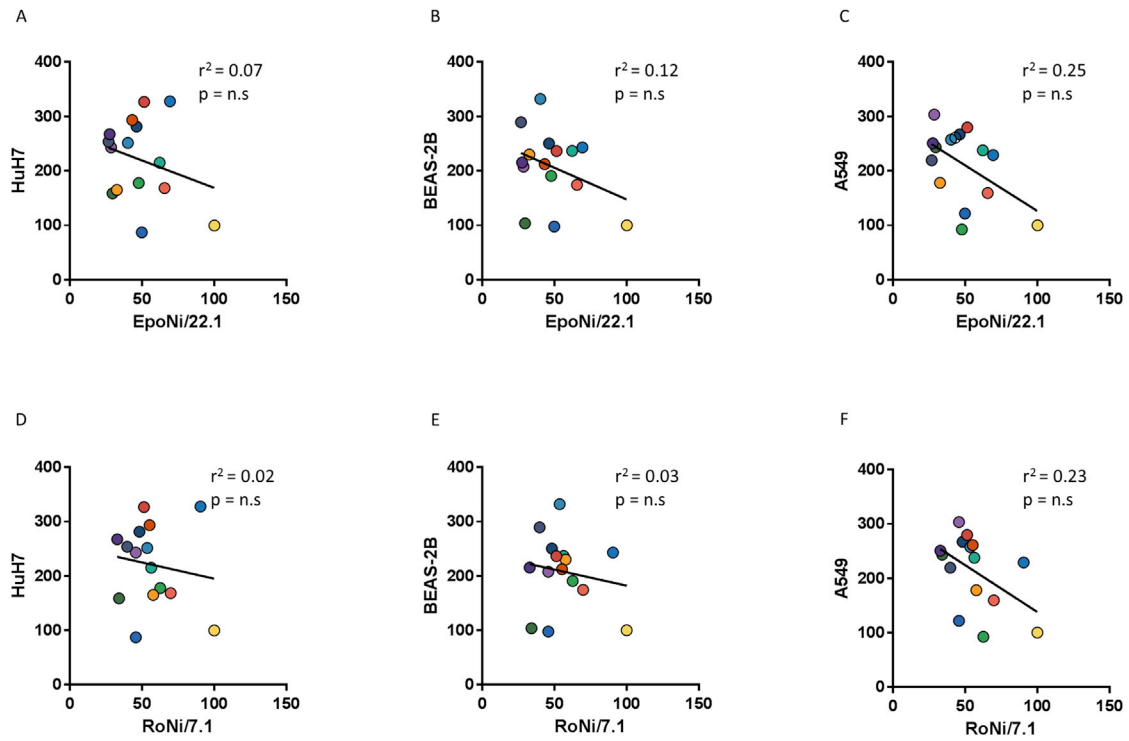 A
B
C
r² = 0.07
p = n.s
r² = 0.12
p = n.s
r² = 0.25
p = n.s
400
300
200
100
0
HuH7
0 50 100 150
EpoNi/22.1
400
300
200
100
0
BEAS-2B
0 50 100 150
EpoNi/22.1
400
300
200
100
0
A549
0 50 100 150
EpoNi/22.1
D
E
F
r² = 0.02
p = n.s
r² = 0.03
p = n.s
r² = 0.23
p = n.s
400
300
200
100
0
HuH7
0 50 100 150
RoNi/7.1
400
300
200
100
0
BEAS-2B
0 50 100 150
RoNi/7.1
400
300
200
100
0
A549
0 50 100 150
RoNi/7.1